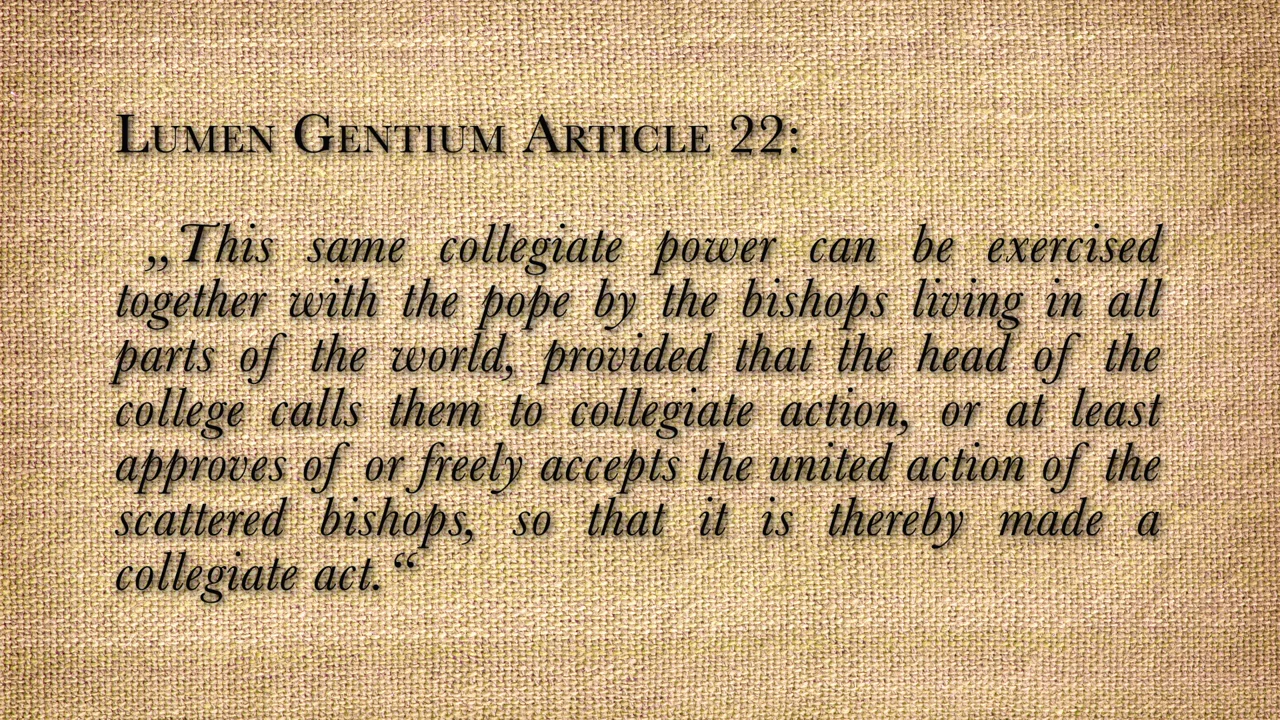 Lumen Gentium Article 22:
„This same collegiate power can be exercised
together with the pope by the bishops living in all
parts of the world, provided that the head of the
college calls them to collegiate action, or at least
approves of or freely accepts the united action of the
scattered bishops, so that it is thereby made a
collegiate act.“